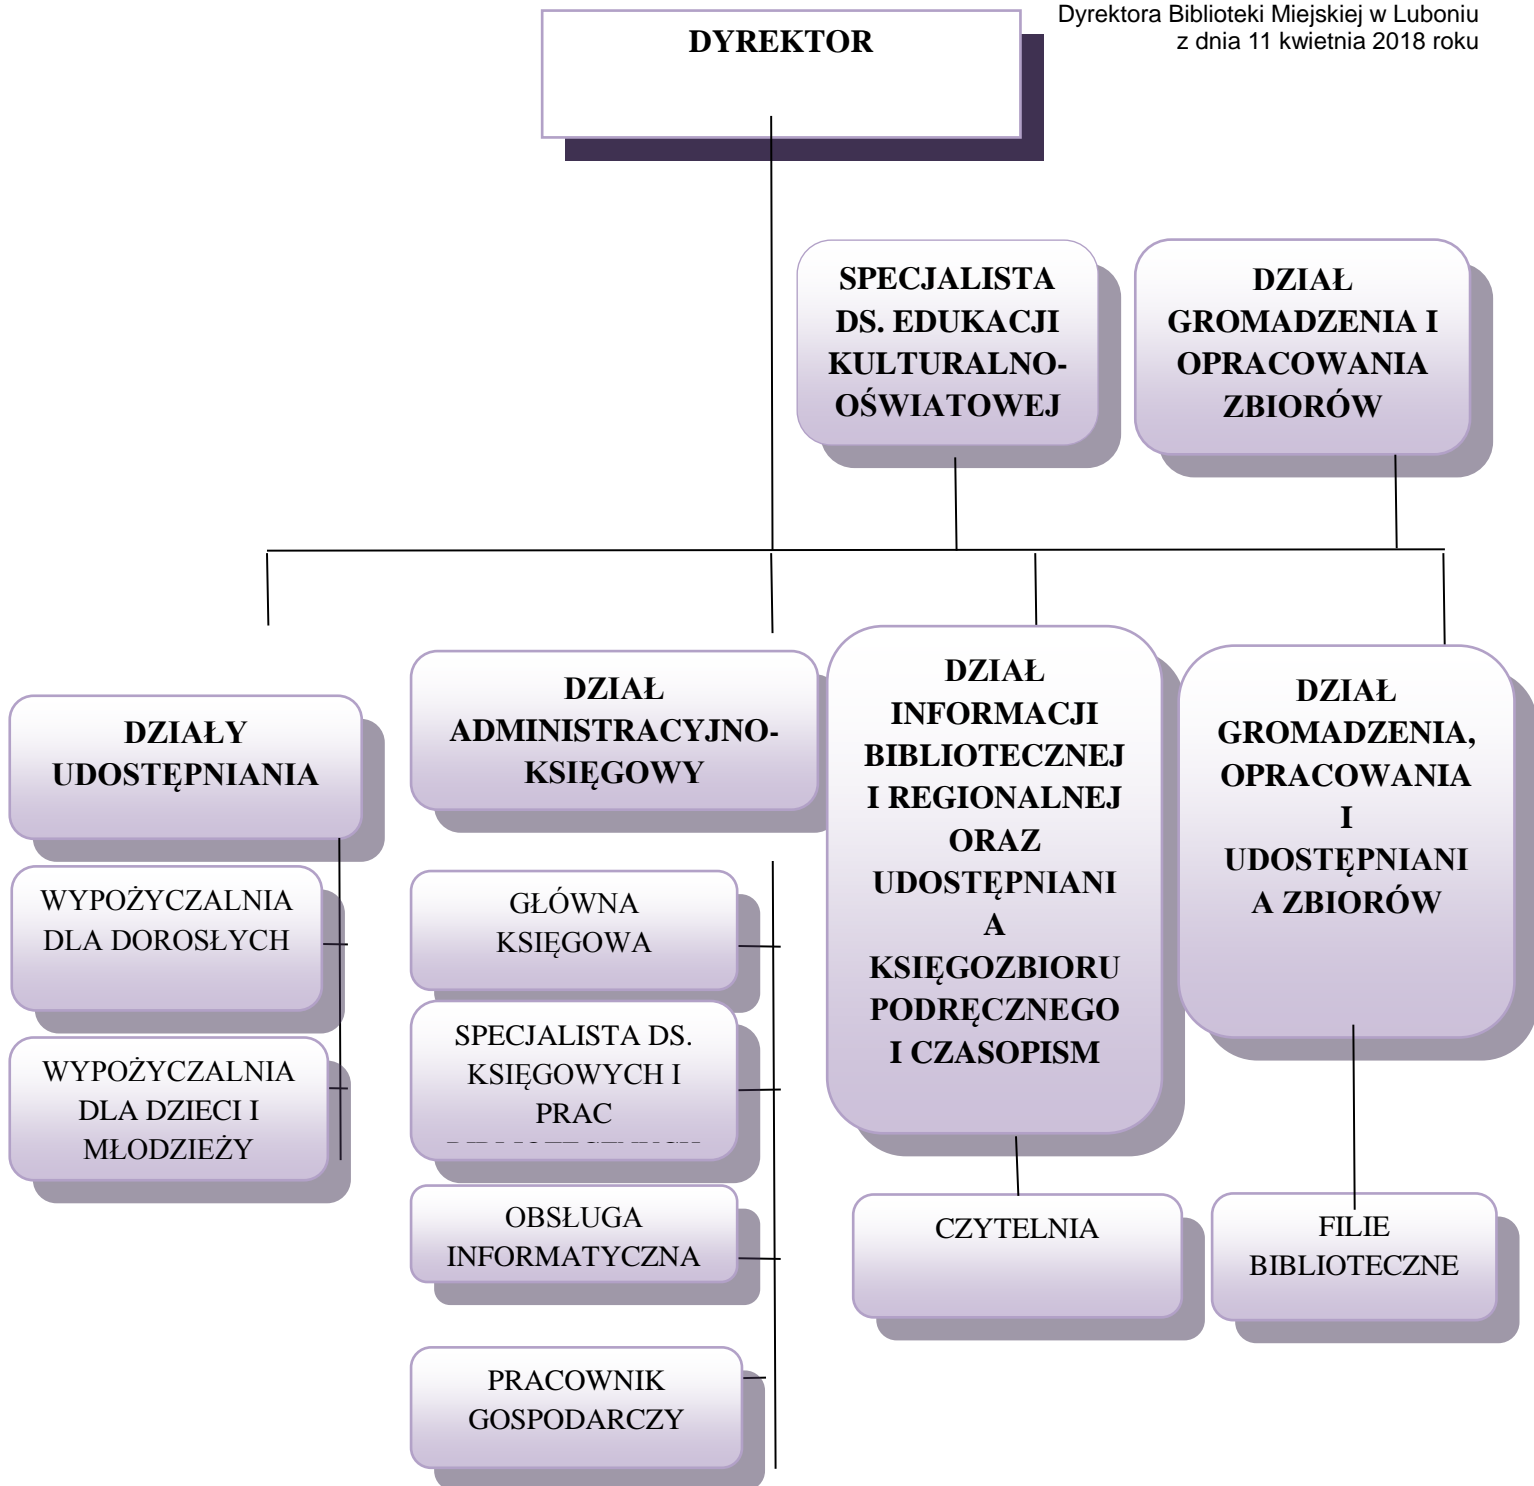 Dyrektora Biblioteki Miejskiej w Luboniu
z dnia 11 kwietnia 2018 roku
DYREKTOR
SPECJALISTA
DS. EDUKACJI
KULTURALNO-
OŚWIATOWEJ
DZIAŁ
GROMADZENIA I
OPRACOWANIA
ZBIORÓW
DZIAŁY
UDOSTĘPNIANIA
WYPOŻYCZALNIA
DLA DOROSŁYCH
WYPOŻYCZALNIA
DLA DZIECI I
MŁODZIEŻY
DZIAŁ
ADMINISTRACYJNO-
KSIĘGOWY
GŁÓWNA
KSIĘGOWA
SPECJALISTA DS.
KSIĘGOWYCH I
PRAC
OBSŁUGA
INFORMATYCZNA
PRACOWNIK
GOSPODARCZY
DZIAŁ
INFORMACJI
BIBLIOTECZNEJ
I REGIONALNEJ
ORAZ
UDOSTĘPNIANI
A
KSIĘGOZBIORU
PODRĘCZNEGO
I CZASOPISM
CZYTELNIA
DZIAŁ
GROMADZENIA,
OPRACOWANIA
I
UDOSTĘPNIANI
A ZBIORÓW
FILIE
BIBLIOTECZNE